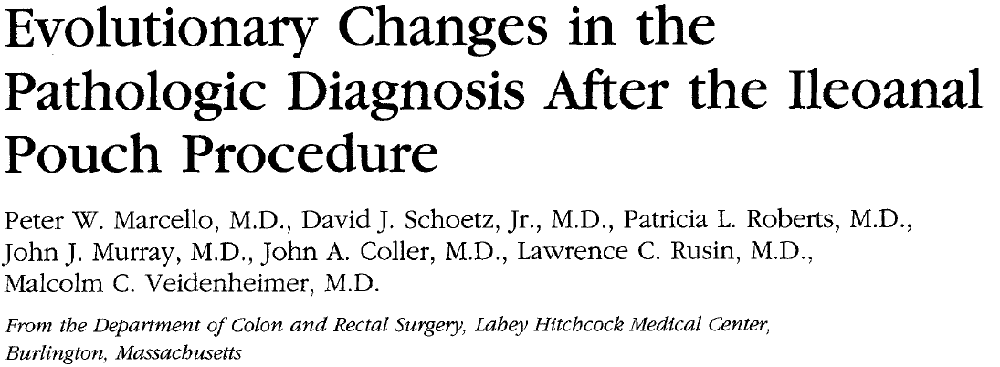 Evolutionary Changes in the
Pathologic Diagnosis After the Ileoanal
Pouch Procedure
Peter W. Marcello, M.D., David J. Schoetz, Jr., M.D., Patricia L. Roberts, M.D.,
John J. Murray, M.D., John A. Coller, M.D., Lawrence C. Rusin, M.D.,
Malcolm C. Veidenheimer, M.D.
From the Department of Colon and Rectal Surgery, Lahey Hitchcock Medical Center,
Burlington, Massachusetts